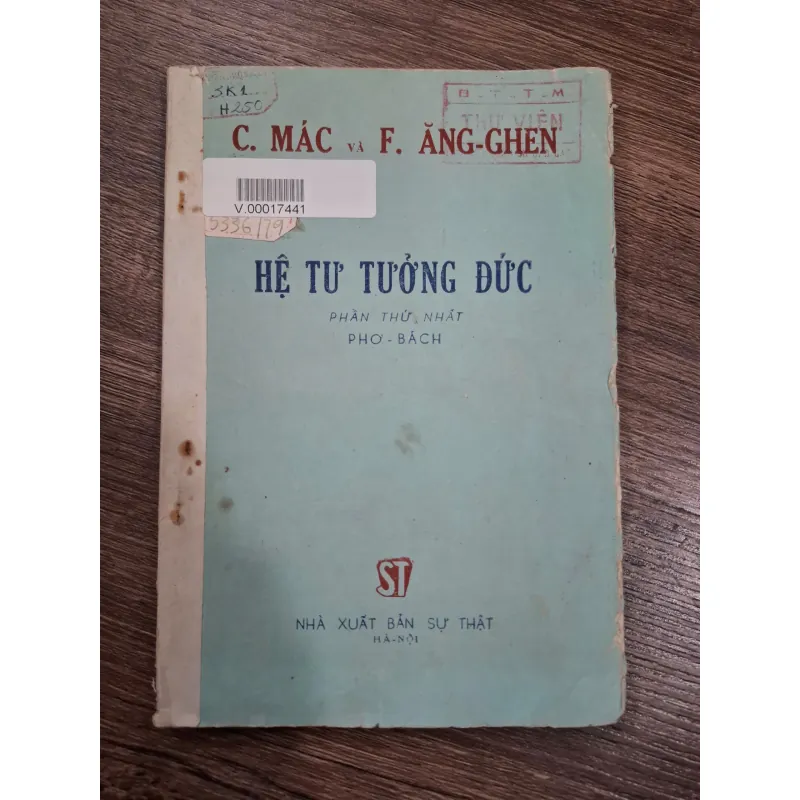 SK1
H250
B - T - T - M
THƯ VIỆN
C. MÁC VÀ F. ĂNG-GHEN
V.00017441
5336/79
HỆ TƯ TƯỞNG ĐỨC
PHẦN THỨ NHẤT
PHƠ - BÁCH
ST
NHÀ XUẤT BẢN SỰ THẬT
HÀ-NỘI